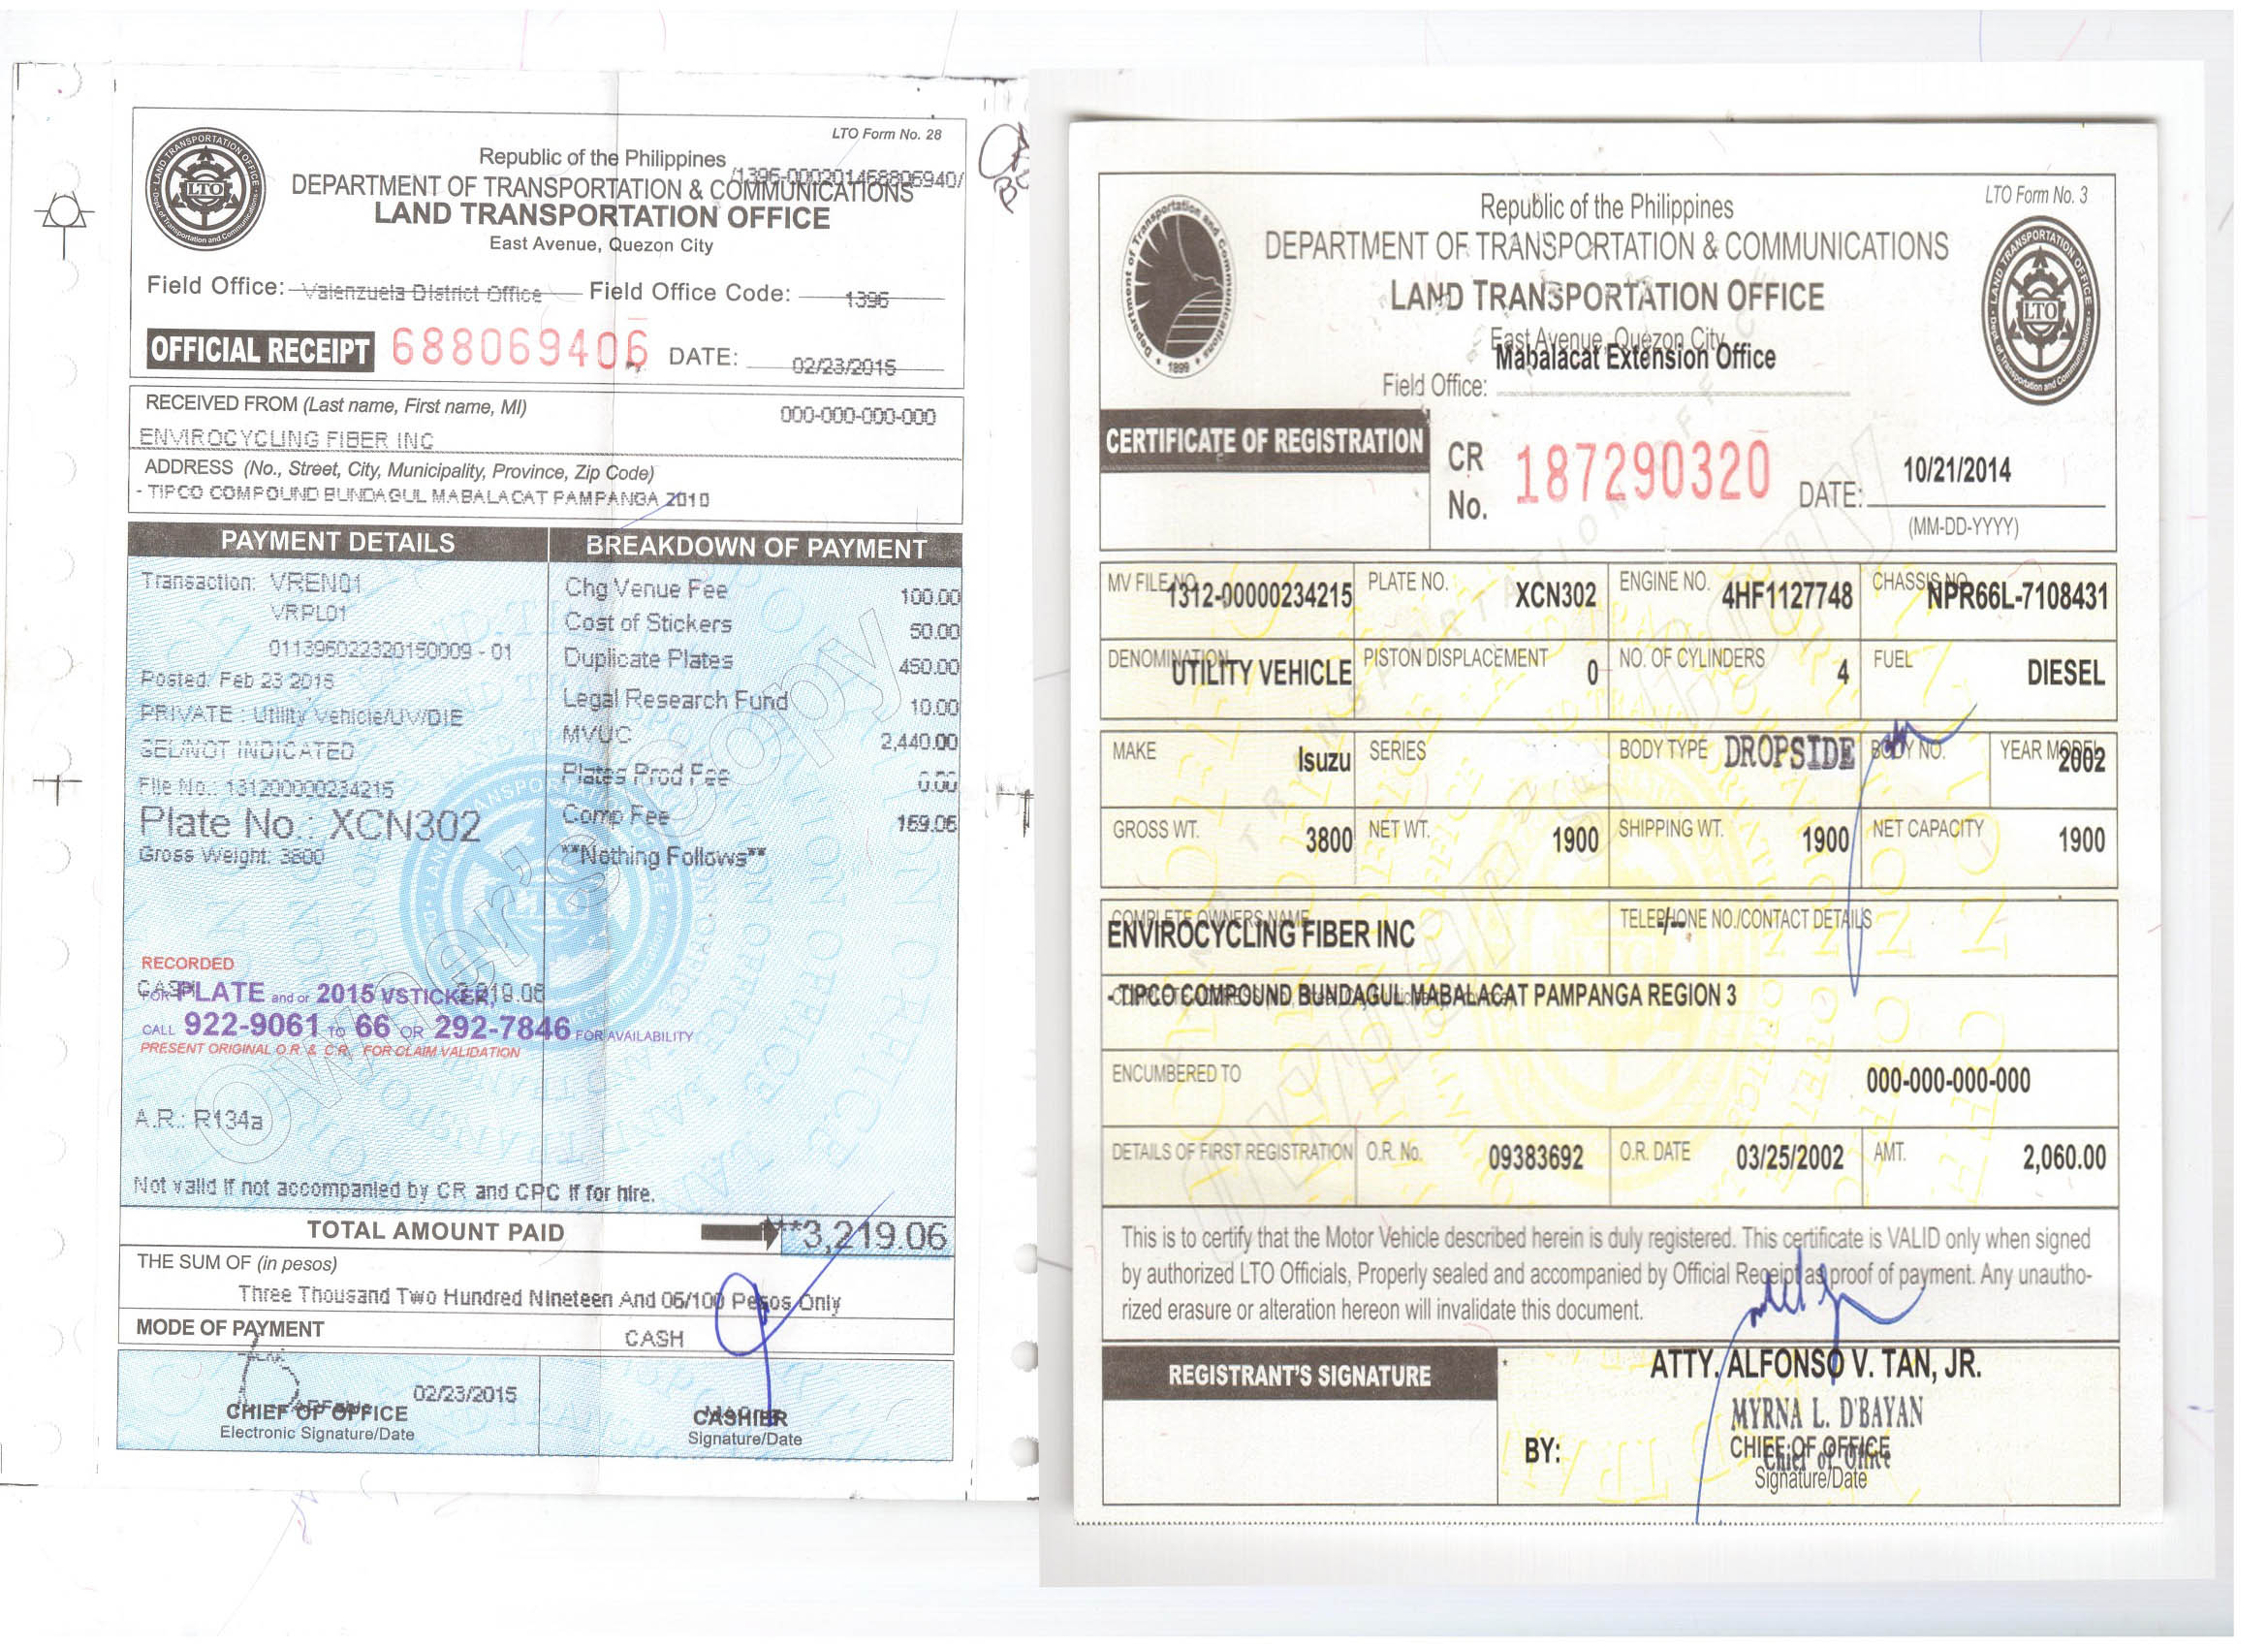 LTO Form No. 28
Republic of the Philippines
/1396-000201468806940/
DEPARTMENT OF TRANSPORTATION & COMMUNICATIONS
LAND TRANSPORTATION OFFICE
East Avenue, Quezon City
Field Office: Valenzuela District Office Field Office Code: 1396
OFFICIAL RECEIPT 688069406 DATE: 02/23/2015
RECEIVED FROM (Last name, First name, MI) 000-000-000-000
ENVIROCYCLING FIBER INC
ADDRESS (No., Street, City, Municipality, Province, Zip Code)
- TIPCO COMPOUND BUNDAGUL MABALACAT PAMPANGA 2010
PAYMENT DETAILS BREAKDOWN OF PAYMENT
Transaction: VREN01
VRPL01
011396022320150009 - 01
Posted: Feb 23 2015
PRIVATE : Utility Vehicle/UV/DIE
SEL/NOT INDICATED
File No.: 131200000234215
Plate No.: XCN302
Gross Weight: 3800
Chg Venue Fee 100.00
Cost of Stickers 50.00
Duplicate Plates 450.00
Legal Research Fund 10.00
MVUC 2,440.00
Plates Prod Fee 0.00
Comp Fee 169.06
**Nothing Follows**
Owner's Copy
RECORDED
CASH 3,219.06
FOR PLATE and or 2015 VSTICKER
CALL 922-9061 TO 66 OR 292-7846 FOR AVAILABILITY
PRESENT ORIGINAL O.R. & C.R. FOR CLAIM VALIDATION
A.R.: R134a
Not valid if not accompanied by CR and CPC if for hire.
TOTAL AMOUNT PAID **3,219.06
THE SUM OF (in pesos)
Three Thousand Two Hundred Nineteen And 06/100 Pesos Only
MODE OF PAYMENT CASH
02/23/2015
CHIEF OF OFFICE
Electronic Signature/Date
CASHIER
Signature/Date
LTO Form No. 3
Republic of the Philippines
DEPARTMENT OF TRANSPORTATION & COMMUNICATIONS
LAND TRANSPORTATION OFFICE
East Avenue, Quezon City
Mabalacat Extension Office
Field Office:
CERTIFICATE OF REGISTRATION CR No. 187290320 DATE: 10/21/2014
(MM-DD-YYYY)
MV FILE NO. 1312-00000234215 PLATE NO. XCN302 ENGINE NO. 4HF1127748 CHASSIS NO. NPR66L-7108431
DENOMINATION UTILITY VEHICLE PISTON DISPLACEMENT 0 NO. OF CYLINDERS 4 FUEL DIESEL
MAKE Isuzu SERIES BODY TYPE DROPSIDE BODY NO. YEAR MODEL 2002
GROSS WT. 3800 NET WT. 1900 SHIPPING WT. 1900 NET CAPACITY 1900
COMPLETE OWNERS NAME TELEPHONE NO./CONTACT DETAILS
ENVIROCYCLING FIBER INC -/--
- TIPCO COMPOUND BUNDAGUL MABALACAT PAMPANGA REGION 3
ENCUMBERED TO 000-000-000-000
DETAILS OF FIRST REGISTRATION O.R. No. 09383692 O.R. DATE 03/25/2002 AMT. 2,060.00
This is to certify that the Motor Vehicle described herein is duly registered. This certificate is VALID only when signed
by authorized LTO Officials, Properly sealed and accompanied by Official Receipt as proof of payment. Any unautho-
rized erasure or alteration hereon will invalidate this document.
REGISTRANT'S SIGNATURE
ATTY. ALFONSO V. TAN, JR.
MYRNA L. D'BAYAN
BY: CHIEF OF OFFICE
Chief of Office
Signature/Date